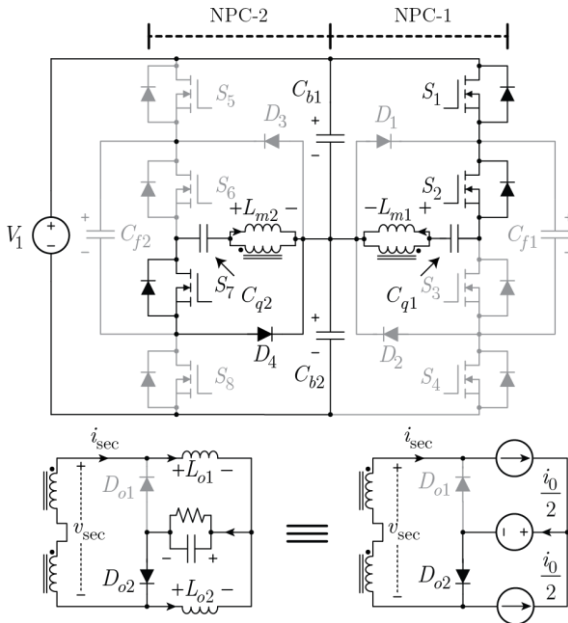 NPC-2 NPC-1
S5 Cb1 + − S1
D3 D1
S6 S2
+Lm2 − −Lm1 +
V1 + − + − Cf2 Cf1 + −
S7 Cq2 Cq1 S3
D4 D2
S8 Cb2 + − S4
isec isec
+Lo1 −
Do1 Do1 i0/2
+ vsec − − + + vsec − − +
Do2 Do2 i0/2
+Lo2 −